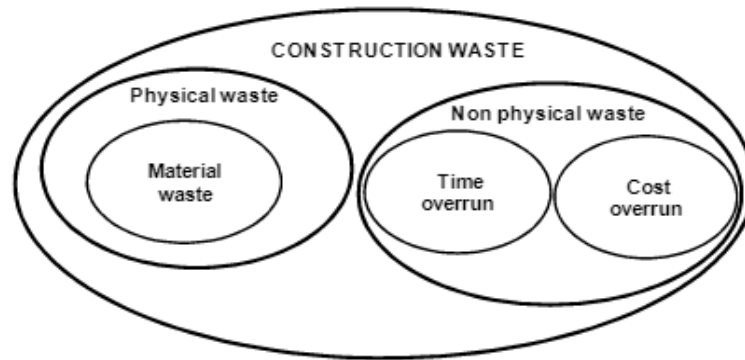 CONSTRUCTION WASTE
Physical waste
Non physical waste
Material
waste
Time
overrun
Cost
overrun